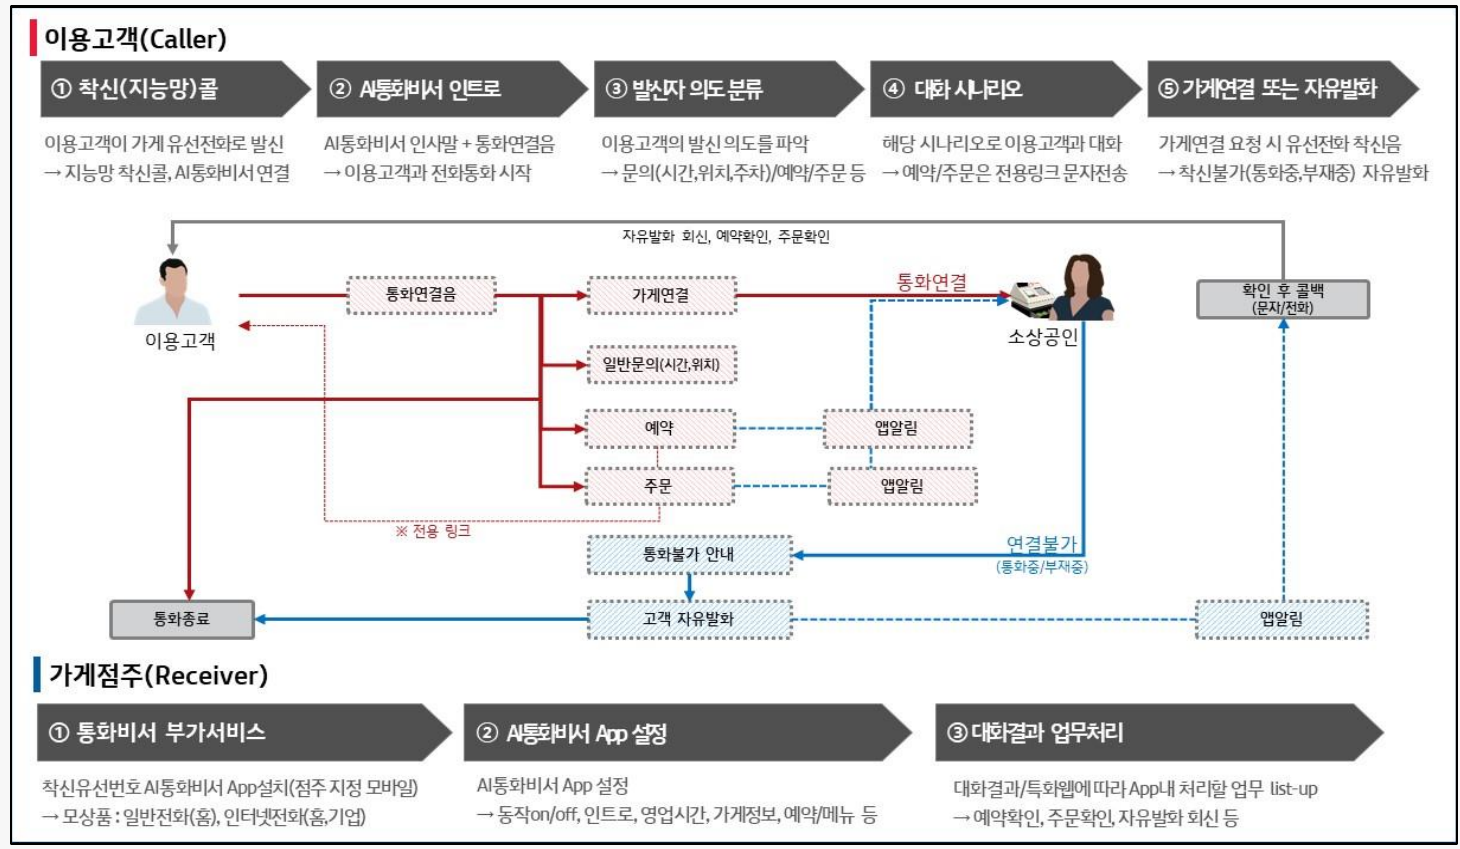 이용고객(Caller)
① 착신(지능망)콜
② AI통화비서 인트로
③ 발신자 의도 분류
④ 대화 시나리오
⑤ 가게연결 또는 자유발화
이용고객이 가게 유선전화로 발신
→ 지능망 착신콜, AI통화비서 연결
AI통화비서 인사말 + 통화연결음
→ 이용고객과 전화통화 시작
이용고객의 발신 의도를 파악
→ 문의(시간,위치,주차)/예약/주문 등
해당 시나리오로 이용고객과 대화
→ 예약/주문은 전용링크 문자전송
가게연결 요청 시 유선전화 착신음
→ 착신불가(통화중,부재중) 자유발화
자유발화 회신, 예약확인, 주문확인
이용고객
통화연결음
가게연결
통화연결
소상공인
확인 후 콜백
(문자/전화)
일반문의(시간,위치)
예약
앱알림
주문
앱알림
※ 전용 링크
통화불가 안내
연결불가
(통화중/부재중)
통화종료
고객 자유발화
앱알림
가게점주(Receiver)
① 통화비서 부가서비스
② AI통화비서 App 설정
③ 대화결과 업무처리
착신유선번호 AI통화비서 App설치(점주 지정 모바일)
→ 모상품 : 일반전화(홈), 인터넷전화(홈,기업)
AI통화비서 App 설정
→ 동작on/off, 인트로, 영업시간, 가게정보, 예약/메뉴 등
대화결과/특화웹에 따라 App내 처리할 업무 list-up
→ 예약확인, 주문확인, 자유발화 회신 등